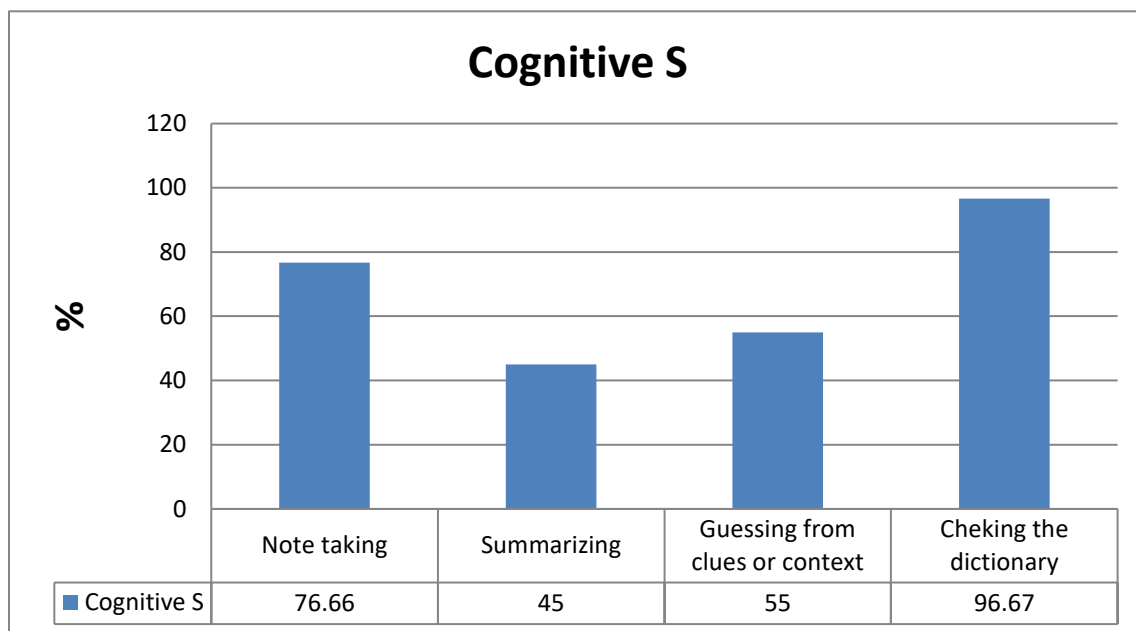 Cognitive S
120
100
80
60
40
20
0
%
Note taking
Summarizing
Guessing from
clues or context
Cheking the
dictionary
Cognitive S 76.66 45 55 96.67